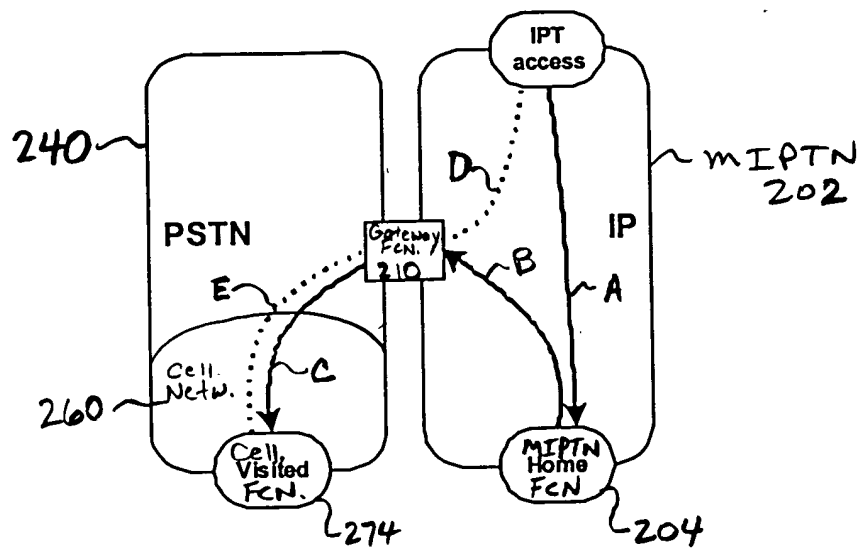 IPT
access
240
mIPTN
202
D
PSTN
Gateway
FCN.
210
IP
B
A
E
C
Cell.
Netw.
260
Cell.
Visited
FCN.
274
MIPTN
Home
FCN
204